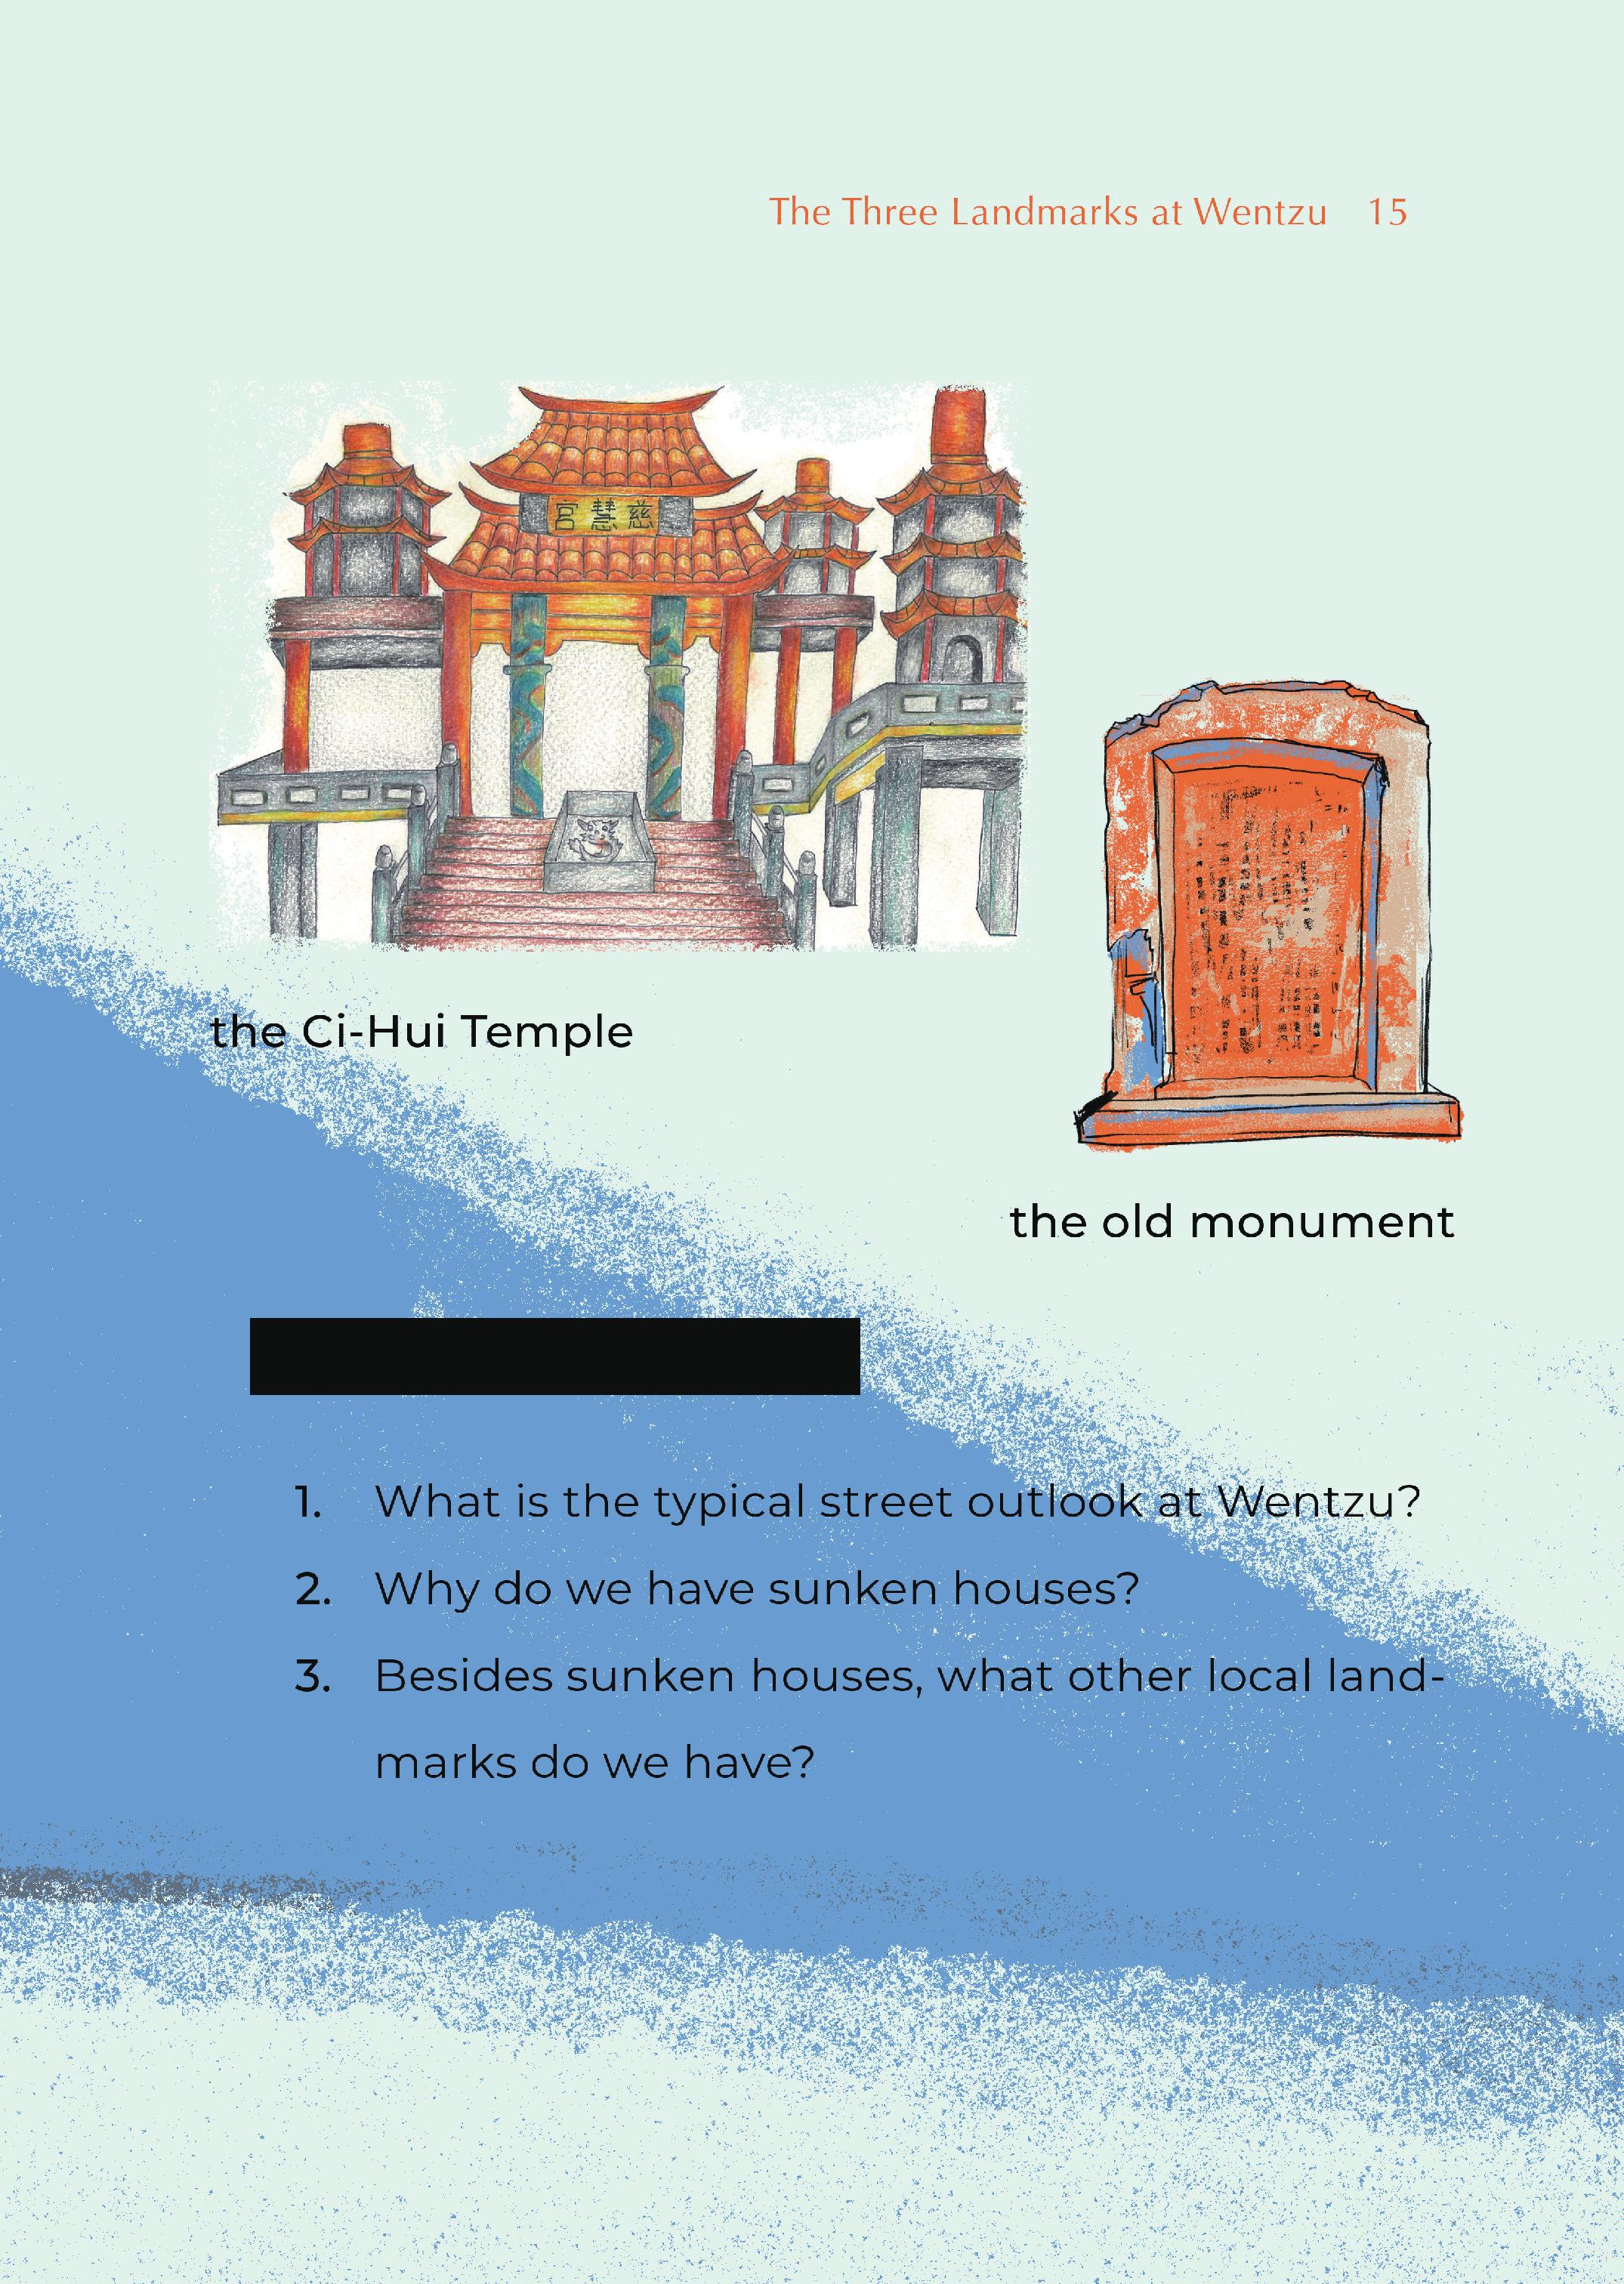 The Three Landmarks at Wentzu 15
宮慧慈
the Ci-Hui Temple
the old monument
1. What is the typical street outlook at Wentzu?
2. Why do we have sunken houses?
3. Besides sunken houses, what other local land-
marks do we have?